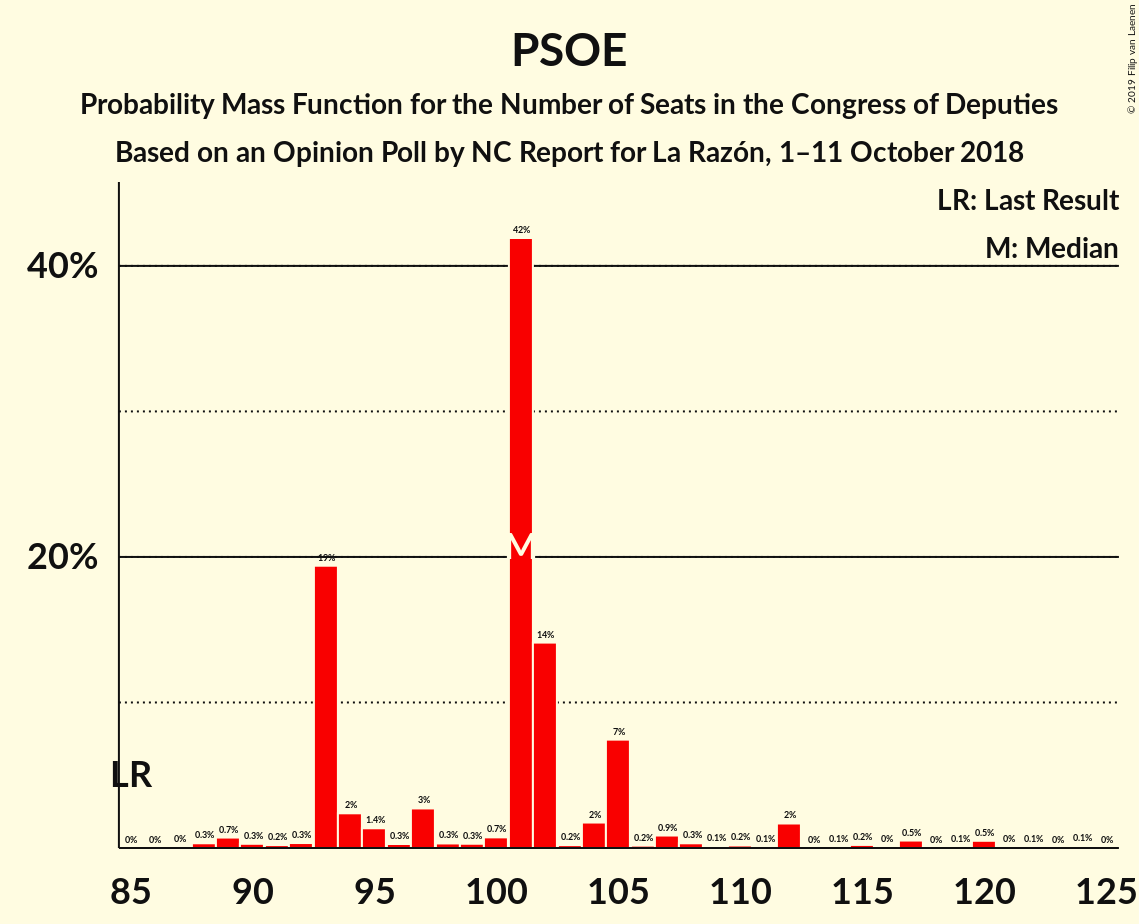 PSOE
Probability Mass Function for the Number of Seats in the Congress of Deputies
Based on an Opinion Poll by NC Report for La Razón, 1–11 October 2018
© 2019 Filip van Laenen
LR: Last Result
M: Median
40%
20%
42%
19%
14%
7%
M
LR
0% 0% 0% 0.3% 0.7% 0.3% 0.2% 0.3% 2% 1.4% 0.3% 3% 0.3% 0.3% 0.7% 0.2% 2% 0.2% 0.9% 0.3% 0.1% 0.2% 0.1% 2% 0% 0.1% 0.2% 0% 0.5% 0% 0.1% 0.5% 0% 0.1% 0% 0.1% 0%
85 90 95 100 105 110 115 120 125